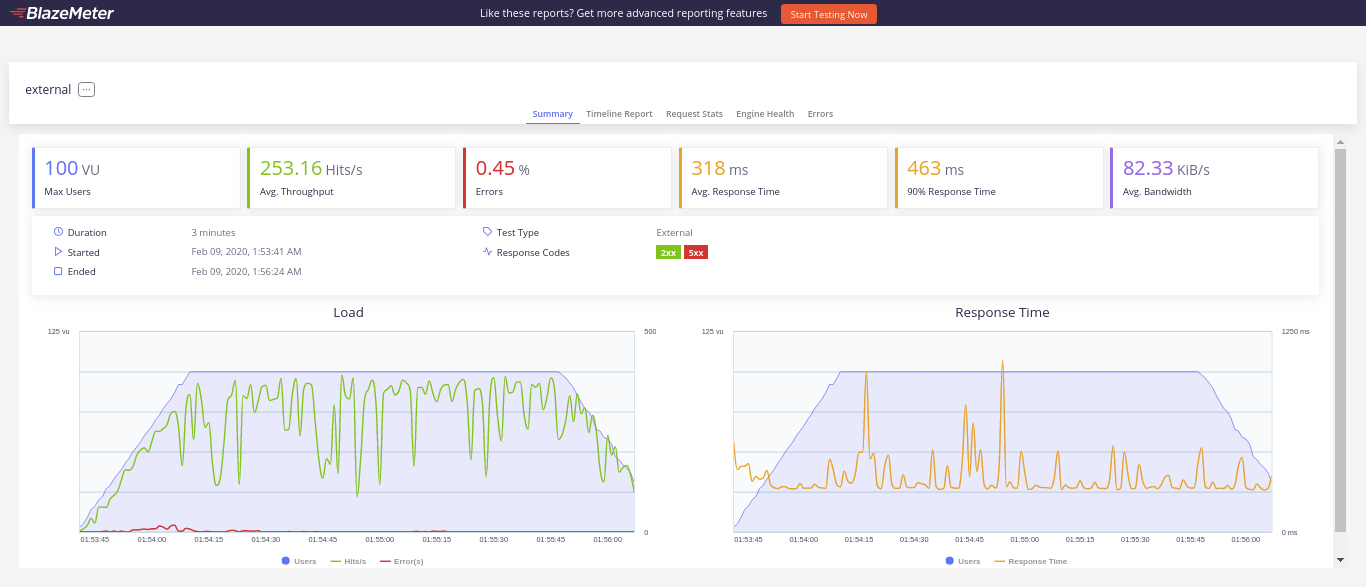 BlazeMeter Like these reports? Get more advanced reporting features Start Testing Now
external ...
Summary Timeline Report Request Stats Engine Health Errors
100 VU 253.16 Hits/s 0.45 % 318 ms 463 ms 82.33 KiB/s
Max Users Avg. Throughput Errors Avg. Response Time 90% Response Time Avg. Bandwidth
Duration 3 minutes Test Type External
Started Feb 09, 2020, 1:53:41 AM Response Codes 2xx 5xx
Ended Feb 09, 2020, 1:56:24 AM
Load Response Time
125 vu 500 125 vu 1250 ms
0 0 ms
01:53:45 01:54:00 01:54:15 01:54:30 01:54:45 01:55:00 01:55:15 01:55:30 01:55:45 01:56:00 01:53:45 01:54:00 01:54:15 01:54:30 01:54:45 01:55:00 01:55:15 01:55:30 01:55:45 01:56:00
Users Hits/s Error(s) Users Response Time